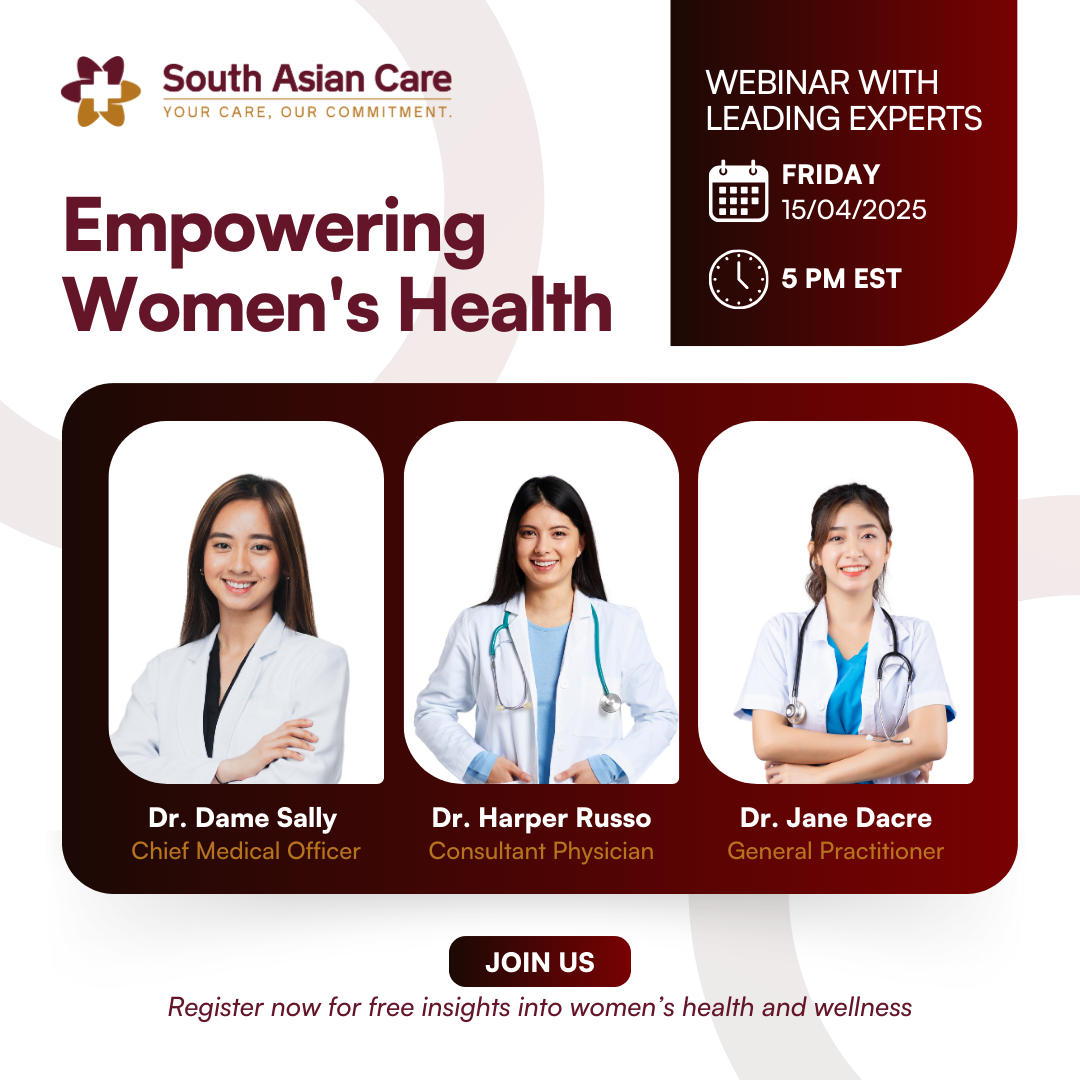 South Asian Care
YOUR CARE, OUR COMMITMENT.
WEBINAR WITH
LEADING EXPERTS
FRIDAY
15/04/2025
5 PM EST
Empowering
Women's Health
Dr. Dame Sally
Chief Medical Officer
Dr. Harper Russo
Consultant Physician
Dr. Jane Dacre
General Practitioner
JOIN US
Register now for free insights into women’s health and wellness